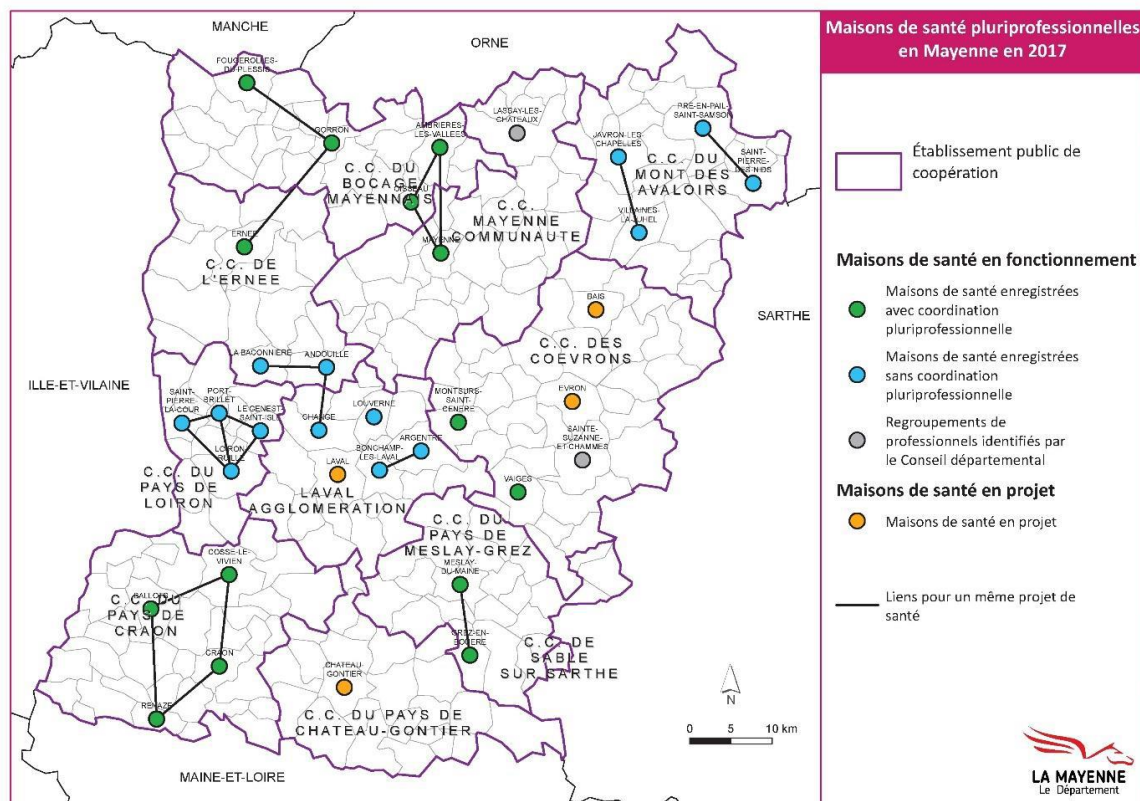 MANCHE
ORNE
FOUGEROLLES-
DU-PLESSIS
GORRON
AMBRIERES-
LES-VALLEES
LASSAY-LES-
CHATEAUX
PRE-EN-PAIL-
SAINT-SAMSON
JAVRON-LES-
CHAPELLES
SAINT-
PIERRE-
DES-NIDS
C.C. DU
BOCAGE
MAYENNAIS
OISSEAU
C.C. DU
MONT DES
AVALOIRS
VILLAINES-
LA-JUHEL
C.C.
MAYENNE
COMMUNAUTE
MAYENNE
ERNEE
C.C. DE
L'ERNEE
BAIS
SARTHE
C.C. DES
COEVRONS
LA BACONNIÈRE
ANDOUILLE
ILLE-ET-VILAINE
SAINT-
PIERRE-
LA-COUR
PORT-
BRILLET
LE GENEST-
SAINT-ISLE
CHANGE
LOUVERNE
MONTSURS-
SAINT-
CENERE
EVRON
ARGENTRE
BONCHAMP-
LES-LAVAL
SAINTE-
SUZANNE-
ET-CHAMMES
LOIRON-
RUILLE
LAVAL
C.C. DU
PAYS DE
LOIRON
LAVAL
AGGLOMERATION
VAIGES
C.C. DU
PAYS DE
MESLAY-GREZ
MESLAY-
DU-MAINE
COSSE-LE-
VIVIEN
BALLOTS
C.C. DU
PAYS DE
CRAON
CRAON
RENAZE
GREZ-EN-
BOUERE
C.C. DE
SABLE
SUR SARTHE
CHATEAU-
GONTIER
C.C. DU PAYS DE
CHATEAU-GONTIER
MAINE-ET-LOIRE
N
0 5 10 km
Maisons de santé pluriprofessionnelles
en Mayenne en 2017
Établissement public de
coopération
Maisons de santé en fonctionnement
Maisons de santé enregistrées
avec coordination
pluriprofessionnelle
Maisons de santé enregistrées
sans coordination
pluriprofessionnelle
Regroupements de
professionnels identifiés par
le Conseil départemental
Maisons de santé en projet
Maisons de santé en projet
Liens pour un même projet de
santé
LA MAYENNE
Le Département